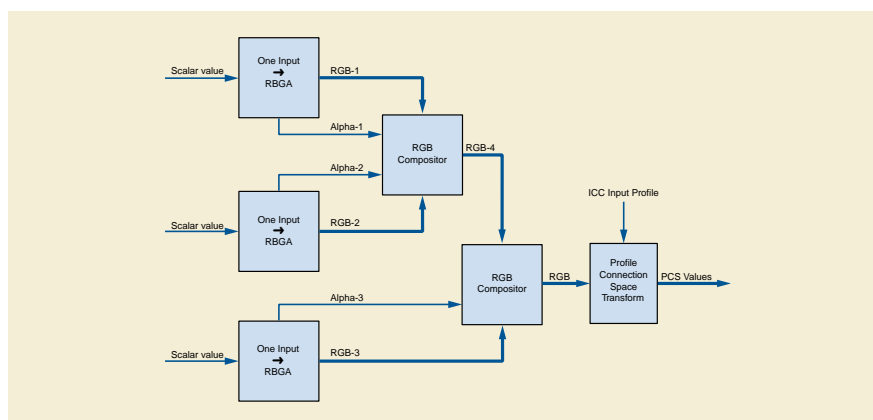 Scalar value
One Input
➔
RBGA
RGB-1
Alpha-1
RGB
Compositor
RGB-4
Alpha-2
Scalar value
One Input
➔
RBGA
RGB-2
ICC Input Profile
RGB
Compositor
RGB
Profile
Connection
Space
Transform
PCS Values
Alpha-3
Scalar value
One Input
➔
RBGA
RGB-3